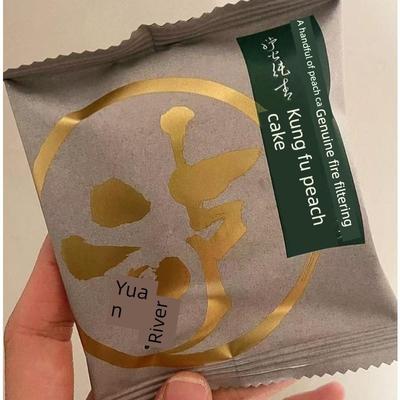 A handful of peach ca
Genuine fire filtering
Kung fu peach
cake
Yua
n
•River